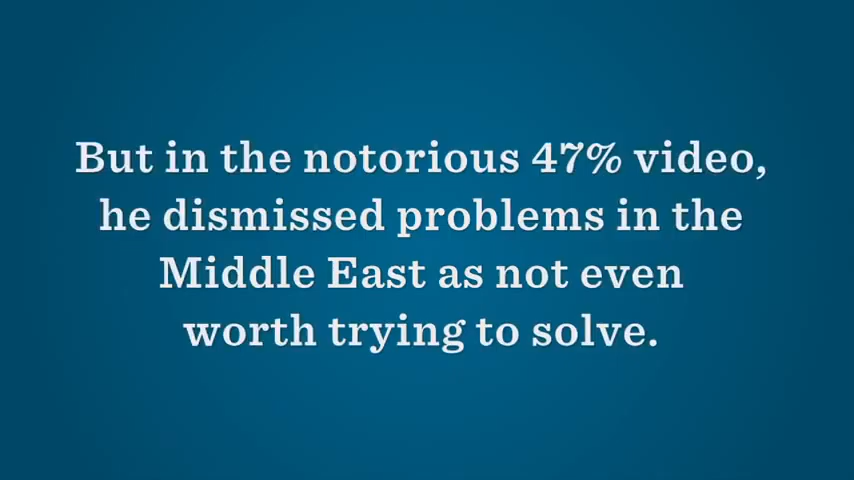 But in the notorious 47% video,
he dismissed problems in the
Middle East as not even
worth trying to solve.